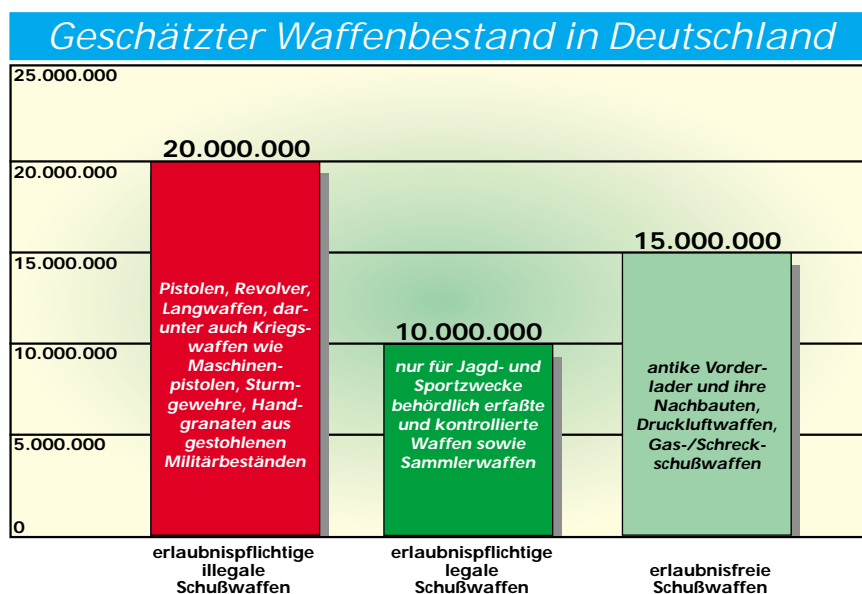 Geschätzter Waffenbestand in Deutschland
25.000.000
20.000.000
20.000.000
15.000.000
15.000.000
10.000.000
10.000.000
5.000.000
0
Pistolen, Revolver,
Langwaffen, dar-
unter auch Kriegs-
waffen wie
Maschinen-
pistolen, Sturm-
gewehre, Hand-
granaten aus
gestohlenen
Militärbeständen
nur für Jagd- und
Sportzwecke
behördlich erfaßte
und kontrollierte
Waffen sowie
Sammlerwaffen
antike Vorder-
lader und ihre
Nachbauten,
Druckluftwaffen,
Gas-/Schreck-
schußwaffen
erlaubnispflichtige
illegale
Schußwaffen
erlaubnispflichtige
legale
Schußwaffen
erlaubnisfreie
Schußwaffen